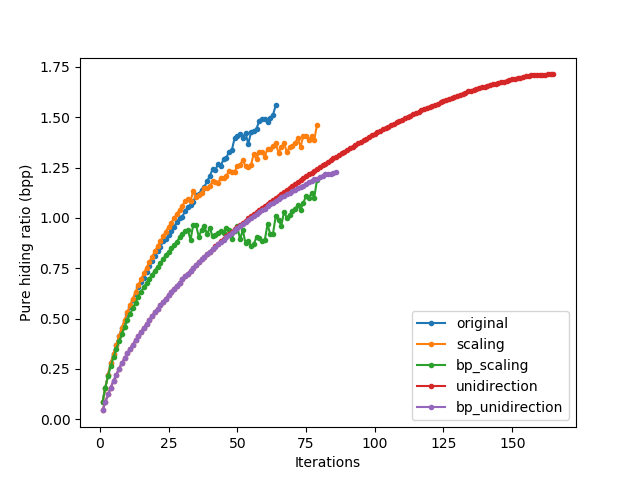 1.75
1.50
1.25
1.00
0.75
0.50
0.25
0.00
Pure hiding ratio (bpp)
original
scaling
bp_scaling
unidirection
bp_unidirection
0 25 50 75 100 125 150
Iterations